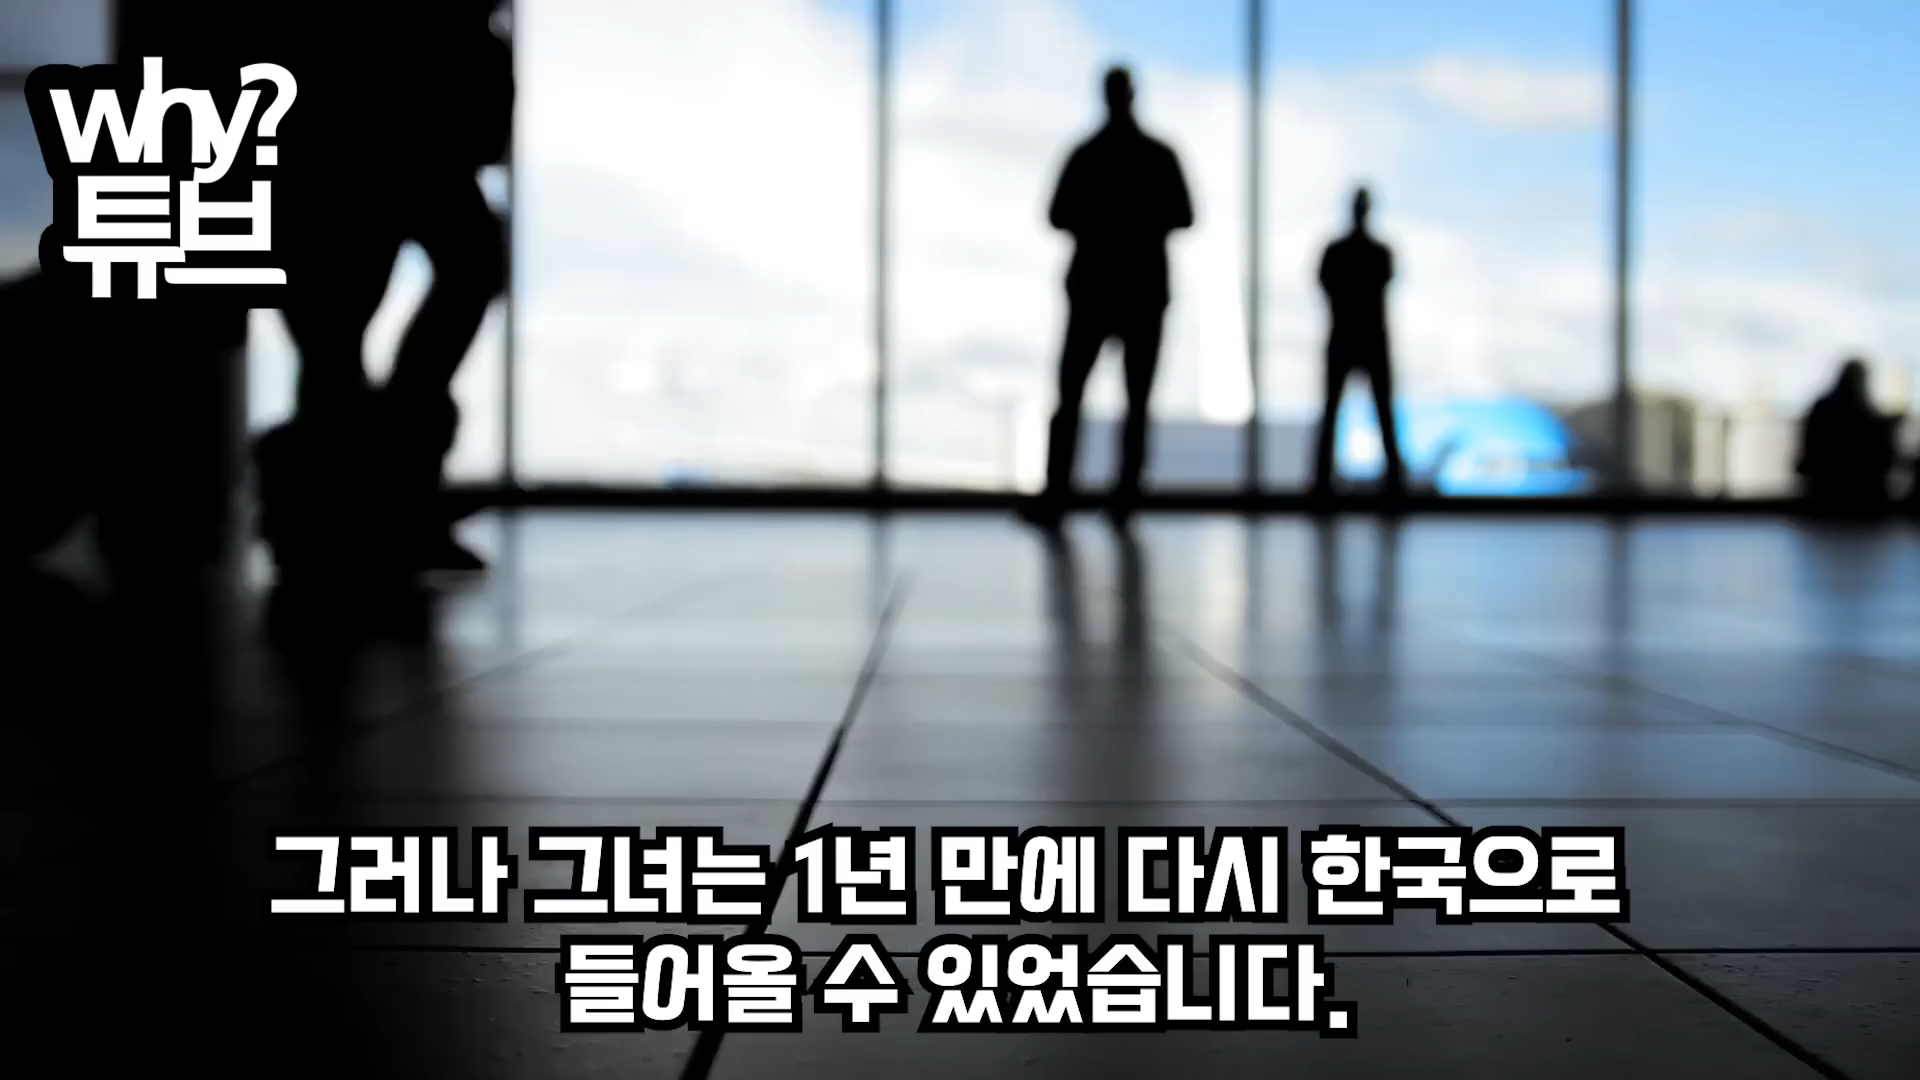 why?
튜브
그러나 그녀는 1년 만에 다시 한국으로
들어올 수 있었습니다.